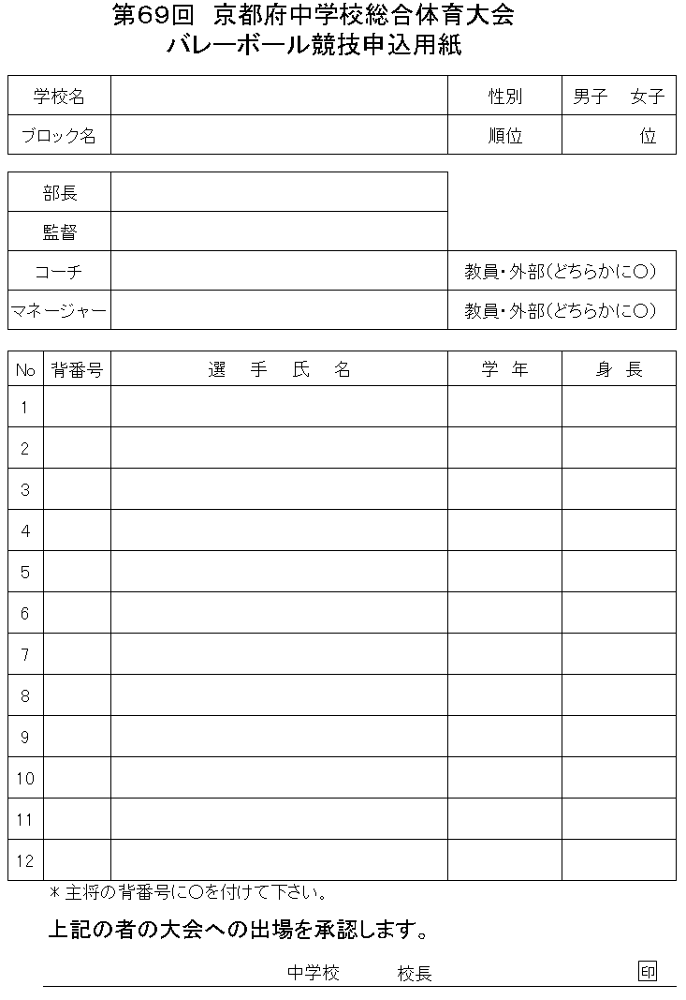 第69回 京都府中学校総合体育大会
バレーボール競技申込用紙
学校名 性別 男子 女子
ブロック名 順位 位
部長
監督
コーチ 教員・外部(どちらかに〇)
マネージャー 教員・外部(どちらかに〇)
No 背番号 選手氏名 学年 身長
1
2
3
4
5
6
7
8
9
10
11
12
*主将の背番号に〇を付けて下さい。
上記の者の大会への出場を承認します。
中学校 校長 印